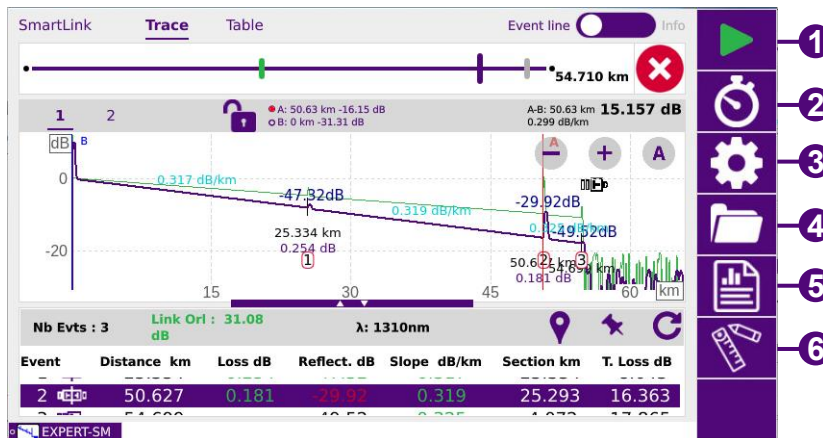 SmartLink Trace Table Event line Info
54.710 km
1 2 A: 50.63 km -16.15 dB A-B: 50.63 km 15.157 dB
B: 0 km -31.31 dB 0.299 dB/km
dB B A − + A
0 0.317 dB/km -47.32dB 0.319 dB/km -29.92dB -49.52dB
25.334 km
0.254 dB 0.181 dB
-20 1 2 3
15 30 45 60 km
Nb Evts : 3 Link Orl : 31.08 dB λ: 1310nm
Event Distance km Loss dB Reflect. dB Slope dB/km Section km T. Loss dB
2 50.627 0.181 -29.92 0.319 25.293 16.363
EXPERT-SM
1
2
3
4
5
6